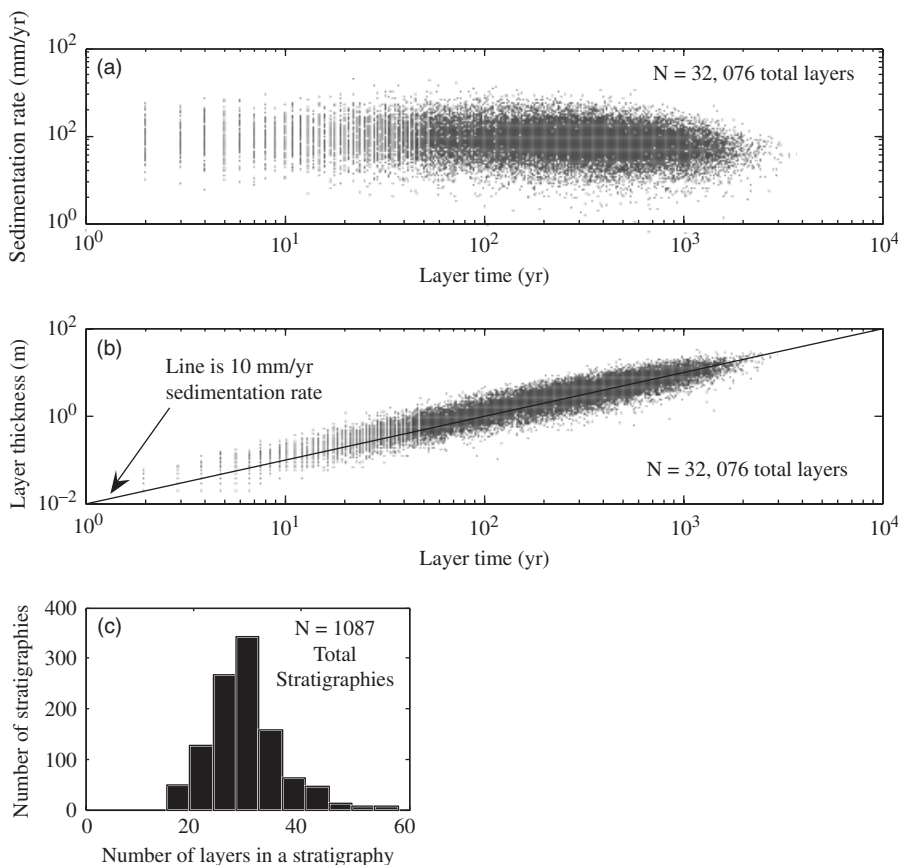 (a)
N = 32, 076 total layers
Sedimentation rate (mm/yr)
10²
10²
10⁰
10⁰
10¹
10²
10³
10⁴
Layer time (yr)
(b)
Line is 10 mm/yr
sedimentation rate
N = 32, 076 total layers
Layer thickness (m)
10²
10⁰
10⁻²
10⁰
10¹
10²
10³
10⁴
Layer time (yr)
(c)
N = 1087
Total
Stratigraphies
Number of stratigraphies
400
300
200
100
0
0
20
40
60
Number of layers in a stratigraphy